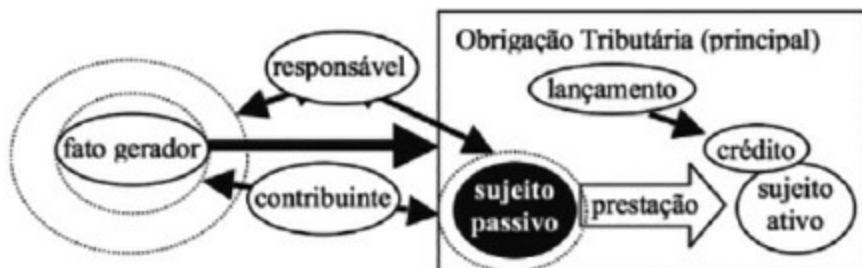 Obrigação Tributária (principal)
responsável
lançamento
fato gerador
crédito
contribuinte
sujeito
passivo
prestação
sujeito
ativo